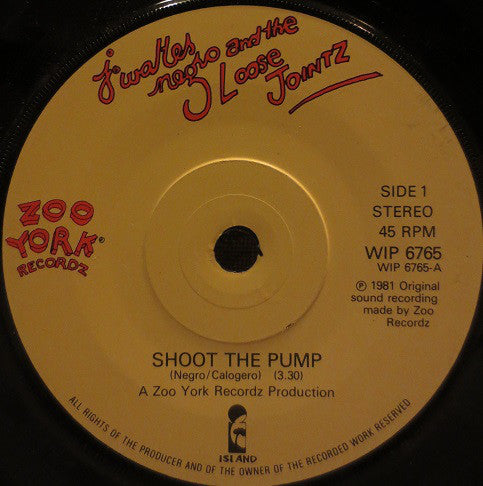 j. walter
negro and the
Loose
JOINTZ
ZOO
YORK
RECORDZ
SIDE 1
STEREO
45 RPM
WIP 6765
WIP 6765-A
℗ 1981 Original
sound recording
made by Zoo
Recordz
SHOOT THE PUMP
(Negro/Calogero) (3.30)
A Zoo York Recordz Production
ISLAND
ALL RIGHTS OF THE PRODUCER AND OF THE OWNER OF THE RECORDED WORK RESERVED